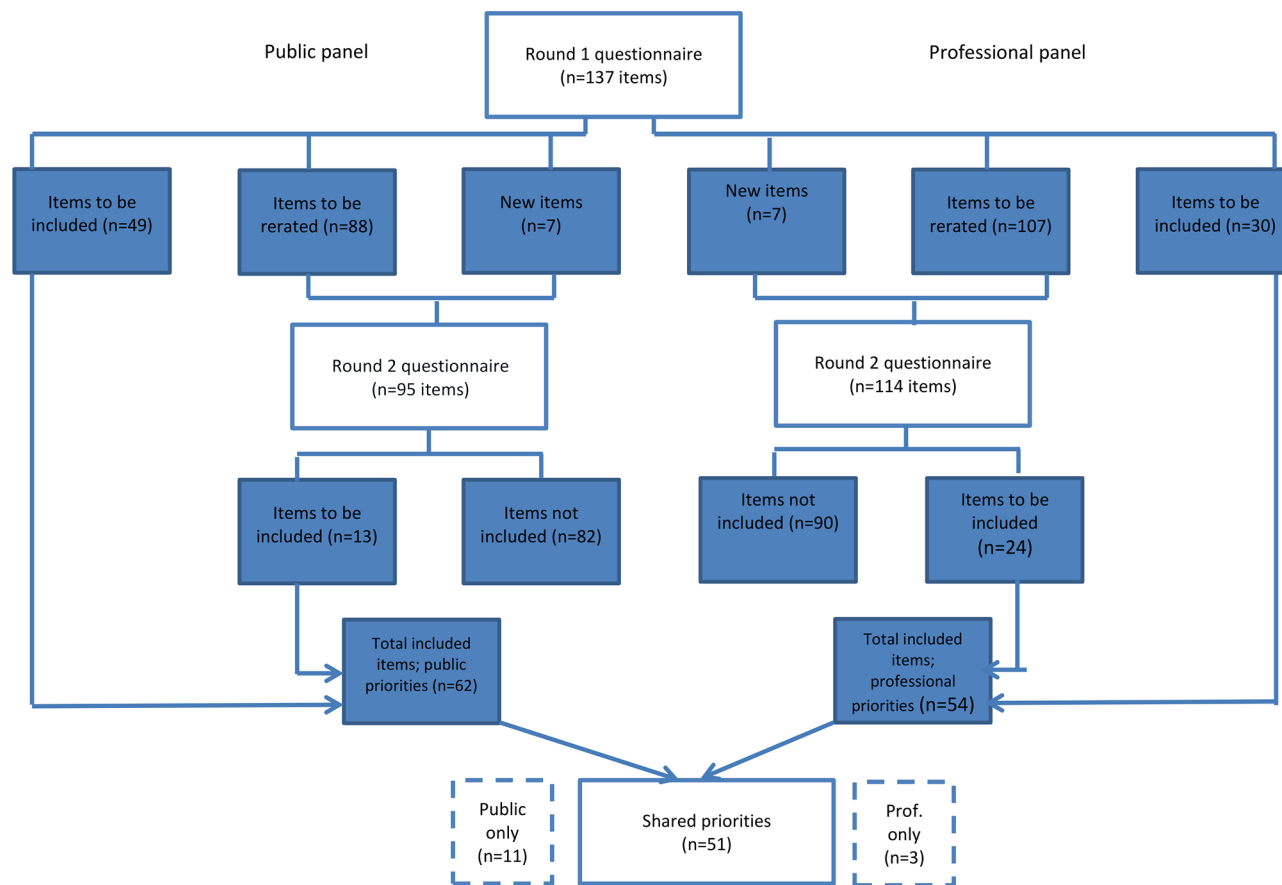 Public panel
Round 1 questionnaire
(n=137 items)
Professional panel
Items to be
included (n=49)
Items to be
rerated (n=88)
New items
(n=7)
New items
(n=7)
Items to be
rerated (n=107)
Items to be
included (n=30)
Round 2 questionnaire
(n=95 items)
Round 2 questionnaire
(n=114 items)
Items to be
included (n=13)
Items not
included (n=82)
Items not
included (n=90)
Items to be
included
(n=24)
Total included
items; public
priorities (n=62)
Total included
items;
professional
priorities (n=54)
Public
only
(n=11)
Shared priorities
(n=51)
Prof.
only
(n=3)